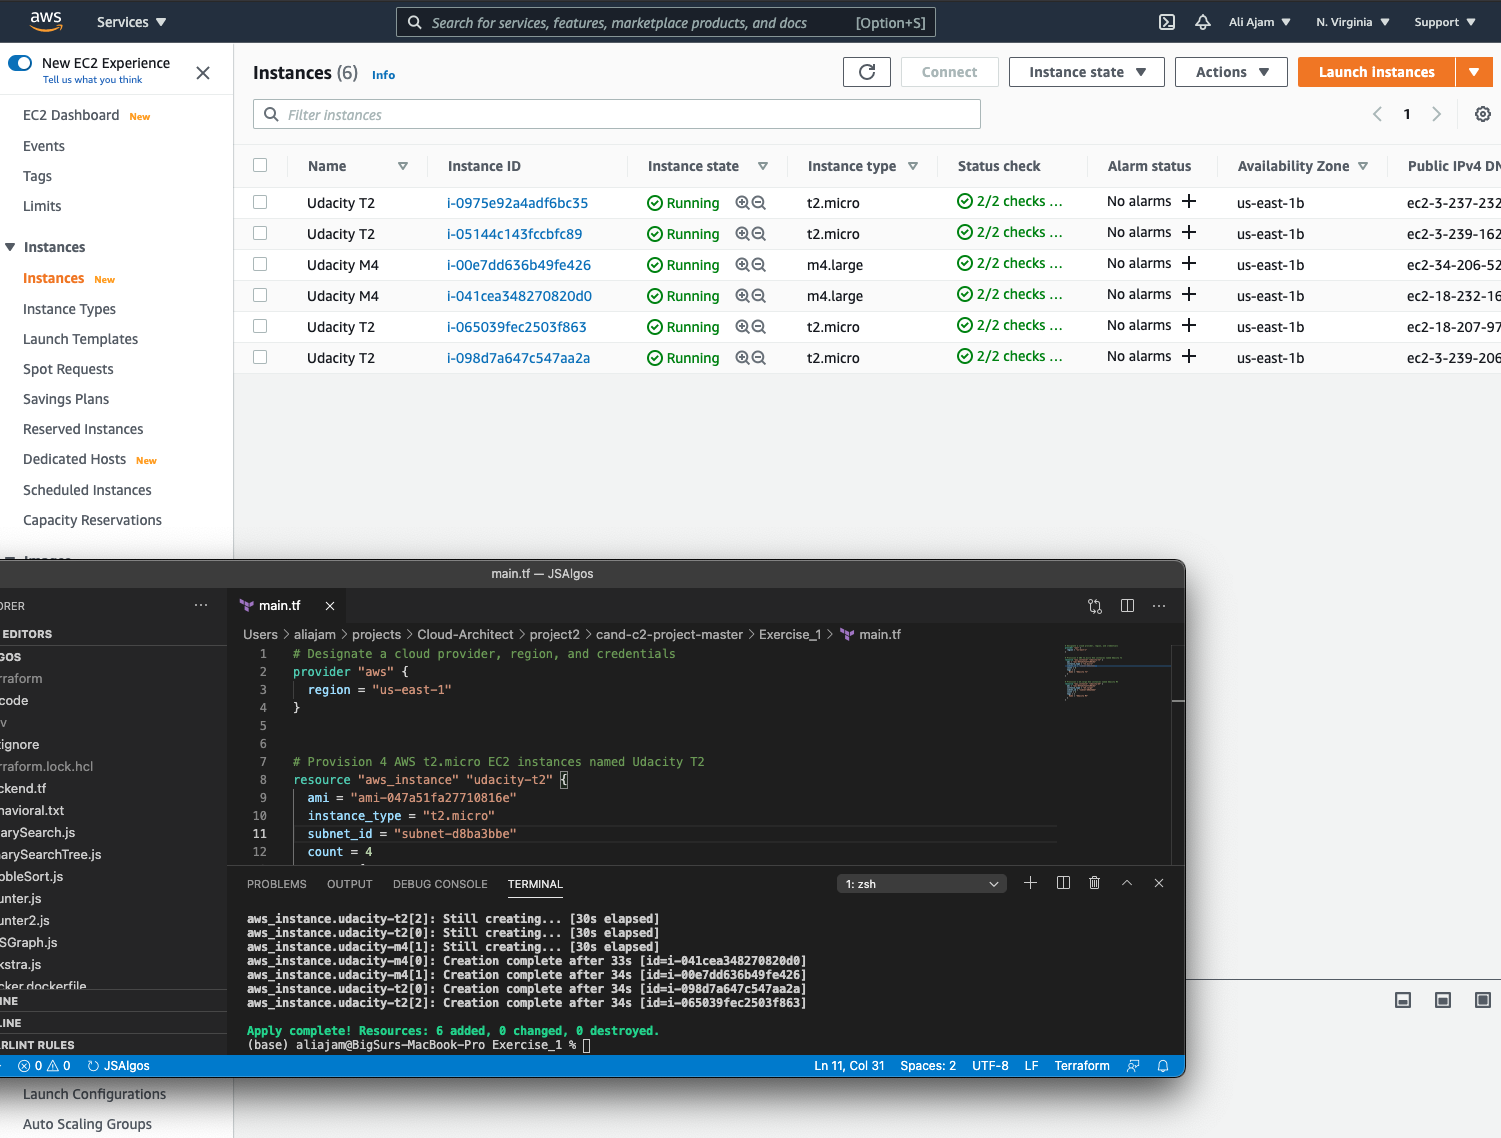 aws
Services
Search for services, features, marketplace products, and docs [Option+S]
Ali Ajam
N. Virginia
Support
New EC2 Experience
Tell us what you think
EC2 Dashboard New
Events
Tags
Limits
Instances
Instances New
Instance Types
Launch Templates
Spot Requests
Savings Plans
Reserved Instances
Dedicated Hosts New
Scheduled Instances
Capacity Reservations
Images
Instances (6) Info
Connect
Instance state
Actions
Launch instances
Filter instances
1
Name Instance ID Instance state Instance type Status check Alarm status Availability Zone Public IPv4 DN
Udacity T2 i-0975e92a4adf6bc35 Running t2.micro 2/2 checks ... No alarms + us-east-1b ec2-3-237-232
Udacity T2 i-05144c143fccbfc89 Running t2.micro 2/2 checks ... No alarms + us-east-1b ec2-3-239-162
Udacity M4 i-00e7dd636b49fe426 Running m4.large 2/2 checks ... No alarms + us-east-1b ec2-34-206-52
Udacity M4 i-041cea348270820d0 Running m4.large 2/2 checks ... No alarms + us-east-1b ec2-18-232-16
Udacity T2 i-065039fec2503f863 Running t2.micro 2/2 checks ... No alarms + us-east-1b ec2-18-207-97
Udacity T2 i-098d7a647c547aa2a Running t2.micro 2/2 checks ... No alarms + us-east-1b ec2-3-239-206
main.tf — JSAlgos
ORER ...
EDITORS
GOS
rraform
code
v
tignore
rraform.lock.hcl
ckend.tf
havioral.txt
arySearch.js
arySearchTree.js
bbleSort.js
unter.js
unter2.js
SGraph.js
kstra.js
cker.dockerfile
INE
LINE
RLINT RULES
main.tf
Users > aliajam > projects > Cloud-Architect > project2 > cand-c2-project-master > Exercise_1 > main.tf
1 # Designate a cloud provider, region, and credentials
2 provider "aws" {
3 region = "us-east-1"
4 }
5
6
7 # Provision 4 AWS t2.micro EC2 instances named Udacity T2
8 resource "aws_instance" "udacity-t2" {
9 ami = "ami-047a51fa27710816e"
10 instance_type = "t2.micro"
11 subnet_id = "subnet-d8ba3bbe"
12 count = 4
PROBLEMS OUTPUT DEBUG CONSOLE TERMINAL 1: zsh
aws_instance.udacity-t2[2]: Still creating... [30s elapsed]
aws_instance.udacity-t2[0]: Still creating... [30s elapsed]
aws_instance.udacity-m4[1]: Still creating... [30s elapsed]
aws_instance.udacity-m4[0]: Creation complete after 33s [id=i-041cea348270820d0]
aws_instance.udacity-m4[1]: Creation complete after 34s [id=i-00e7dd636b49fe426]
aws_instance.udacity-t2[0]: Creation complete after 34s [id=i-098d7a647c547aa2a]
aws_instance.udacity-t2[2]: Creation complete after 34s [id=i-065039fec2503f863]
Apply complete! Resources: 6 added, 0 changed, 0 destroyed.
(base) aliajam@BigSurs-MacBook-Pro Exercise_1 %
0 0 JSAlgos Ln 11, Col 31 Spaces: 2 UTF-8 LF Terraform
Launch Configurations
Auto Scaling Groups